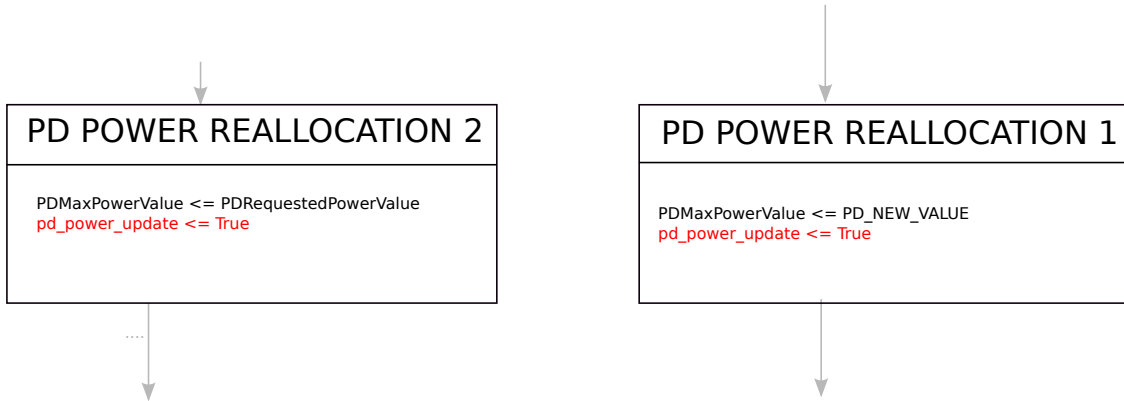 PD POWER REALLOCATION 2
PDMaxPowerValue <= PDRequestedPowerValue
pd_power_update <= True
....
PD POWER REALLOCATION 1
PDMaxPowerValue <= PD_NEW_VALUE
pd_power_update <= True